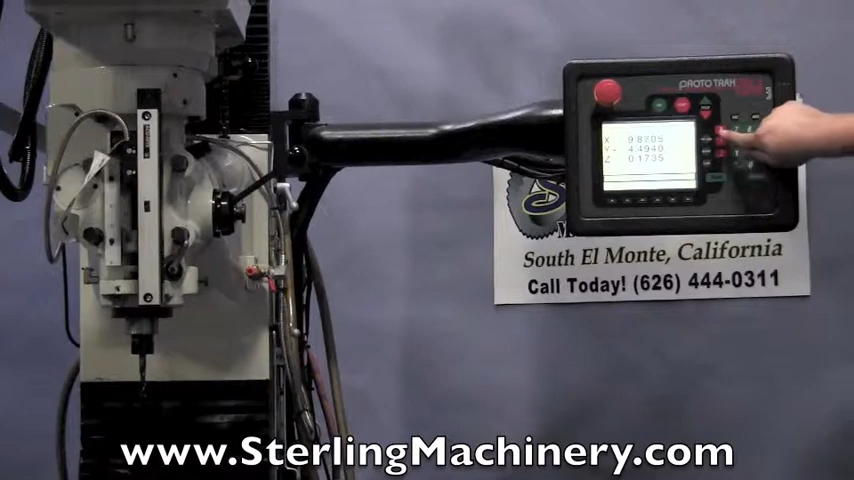 PROTO TRAK
3
X 9.8705
Y- 4.4940
Z 0.1735
South El Monte, California
Call Today! (626) 444-0311
www.SterlingMachinery.com